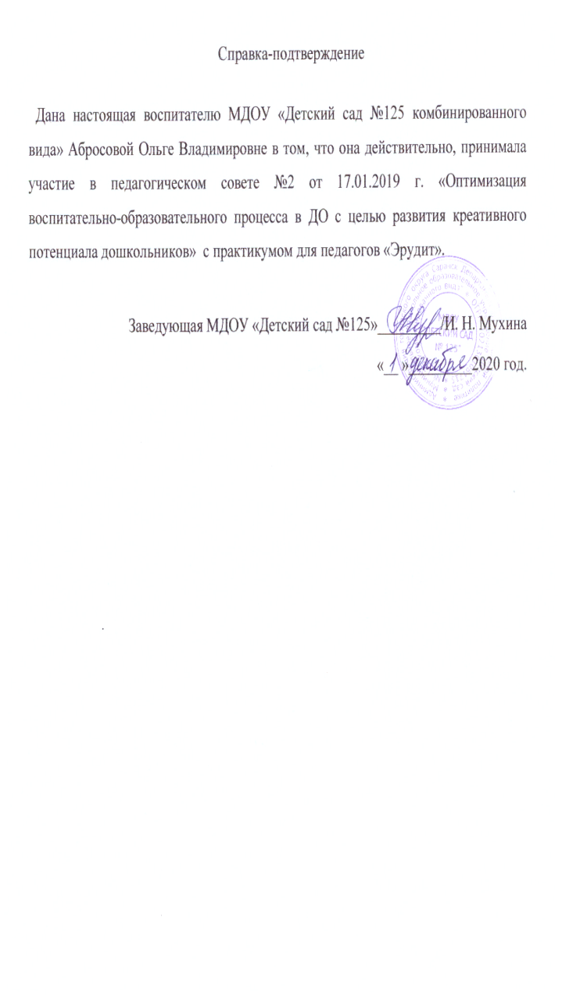 Справка-подтверждение
Дана настоящая воспитателю МДОУ «Детский сад №125 комбинированного
вида» Абросовой Ольге Владимировне в том, что она действительно, принимала
участие в педагогическом совете №2 от 17.01.2019 г. «Оптимизация
воспитательно-образовательного процесса в ДО с целью развития креативного
потенциала дошкольников» с практикумом для педагогов «Эрудит».
Заведующая МДОУ «Детский сад №125»__________/И. Н. Мухина
« 1 » декабря 2020 год.